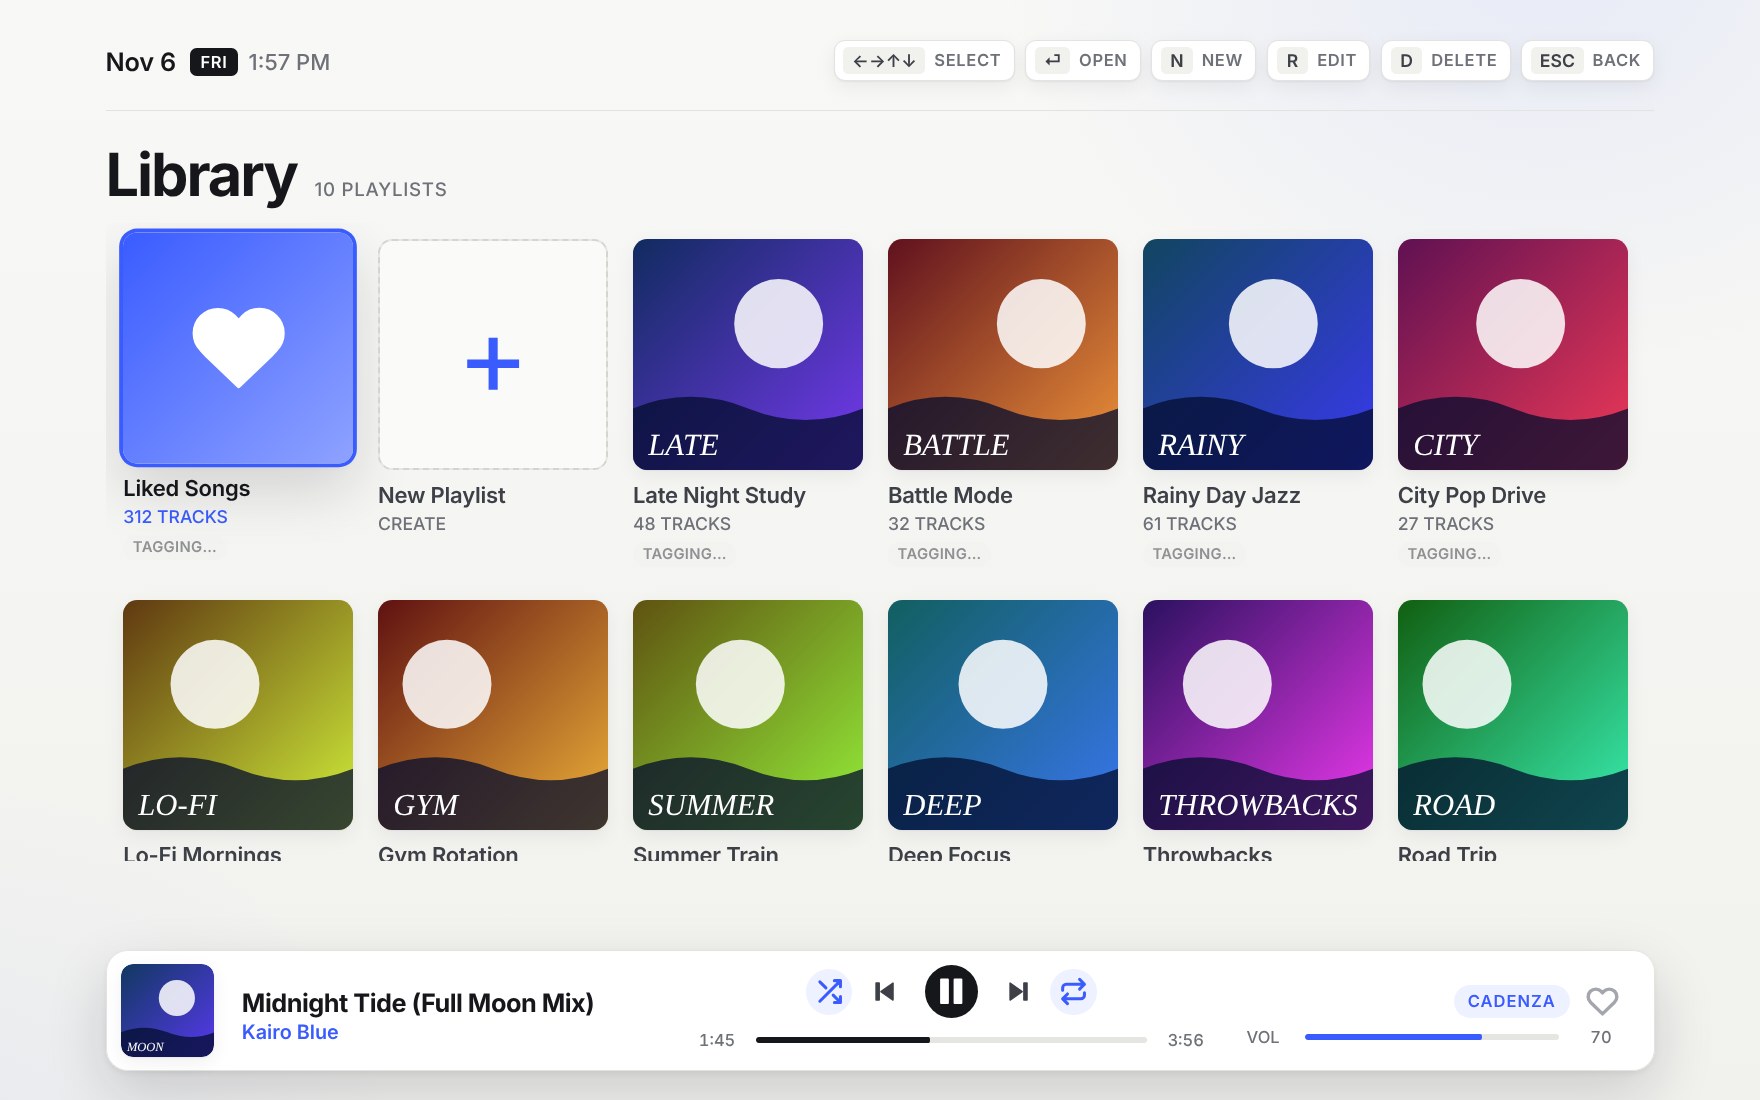 Nov 6 FRI 1:57 PM
←→↑↓ SELECT
↵ OPEN
N NEW
R EDIT
D DELETE
ESC BACK
Library 10 PLAYLISTS
LATE
BATTLE
RAINY
CITY
Liked Songs
312 TRACKS
TAGGING...
New Playlist
CREATE
Late Night Study
48 TRACKS
TAGGING...
Battle Mode
32 TRACKS
TAGGING...
Rainy Day Jazz
61 TRACKS
TAGGING...
City Pop Drive
27 TRACKS
TAGGING...
LO-FI
GYM
SUMMER
DEEP
THROWBACKS
ROAD
Lo-Fi Mornings
Gym Rotation
Summer Train
Deep Focus
Throwbacks
Road Trip
MOON
Midnight Tide (Full Moon Mix)
Kairo Blue
1:45
3:56
CADENZA
VOL
70